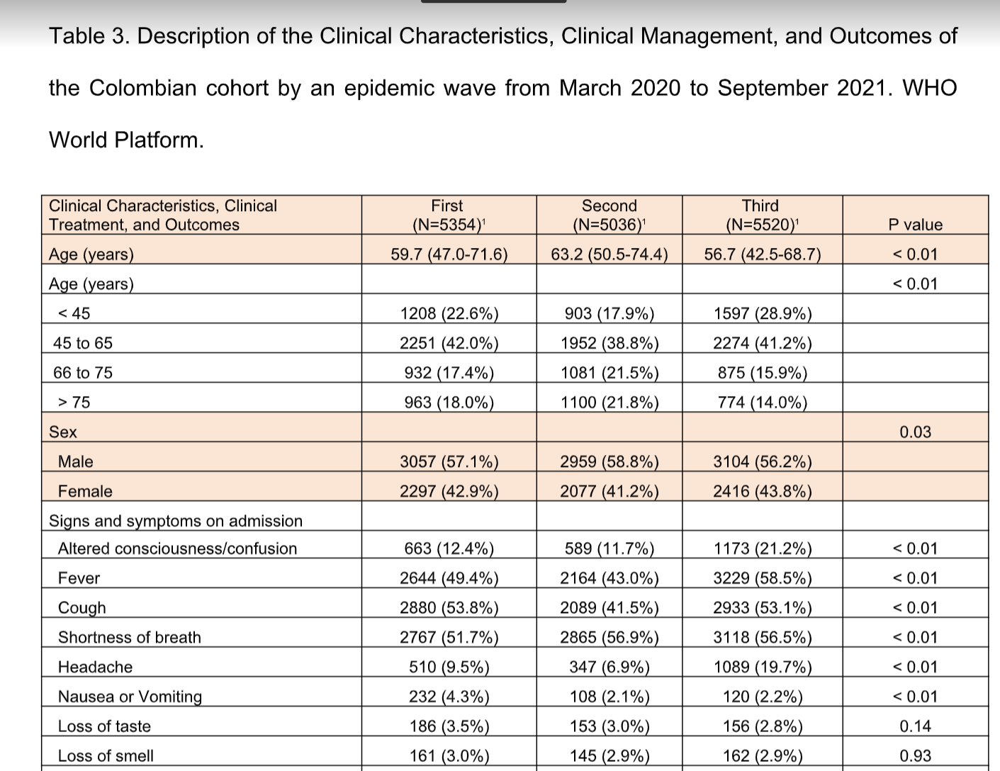 Table 3. Description of the Clinical Characteristics, Clinical Management, and Outcomes of
the Colombian cohort by an epidemic wave from March 2020 to September 2021. WHO
World Platform.
Clinical Characteristics, Clinical Treatment, and Outcomes First (N=5354)¹ Second (N=5036)¹ Third (N=5520)¹ P value
Age (years) 59.7 (47.0-71.6) 63.2 (50.5-74.4) 56.7 (42.5-68.7) < 0.01
Age (years) < 0.01
< 45 1208 (22.6%) 903 (17.9%) 1597 (28.9%)
45 to 65 2251 (42.0%) 1952 (38.8%) 2274 (41.2%)
66 to 75 932 (17.4%) 1081 (21.5%) 875 (15.9%)
> 75 963 (18.0%) 1100 (21.8%) 774 (14.0%)
Sex 0.03
Male 3057 (57.1%) 2959 (58.8%) 3104 (56.2%)
Female 2297 (42.9%) 2077 (41.2%) 2416 (43.8%)
Signs and symptoms on admission
Altered consciousness/confusion 663 (12.4%) 589 (11.7%) 1173 (21.2%) < 0.01
Fever 2644 (49.4%) 2164 (43.0%) 3229 (58.5%) < 0.01
Cough 2880 (53.8%) 2089 (41.5%) 2933 (53.1%) < 0.01
Shortness of breath 2767 (51.7%) 2865 (56.9%) 3118 (56.5%) < 0.01
Headache 510 (9.5%) 347 (6.9%) 1089 (19.7%) < 0.01
Nausea or Vomiting 232 (4.3%) 108 (2.1%) 120 (2.2%) < 0.01
Loss of taste 186 (3.5%) 153 (3.0%) 156 (2.8%) 0.14
Loss of smell 161 (3.0%) 145 (2.9%) 162 (2.9%) 0.93